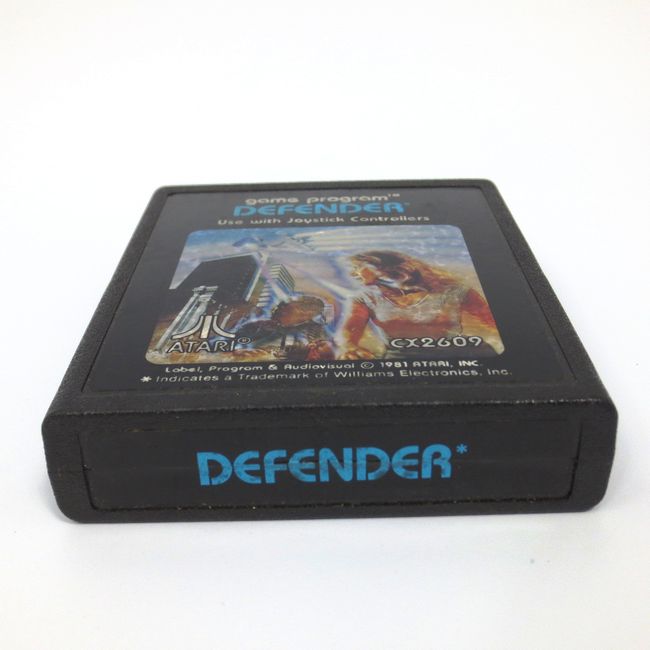 game program™
DEFENDER*
Use with Joystick Controllers
ATARI®
CX2609
Label, Program & Audiovisual © 1981 ATARI, INC.
* Indicates a Trademark of Williams Electronics, Inc.
DEFENDER*